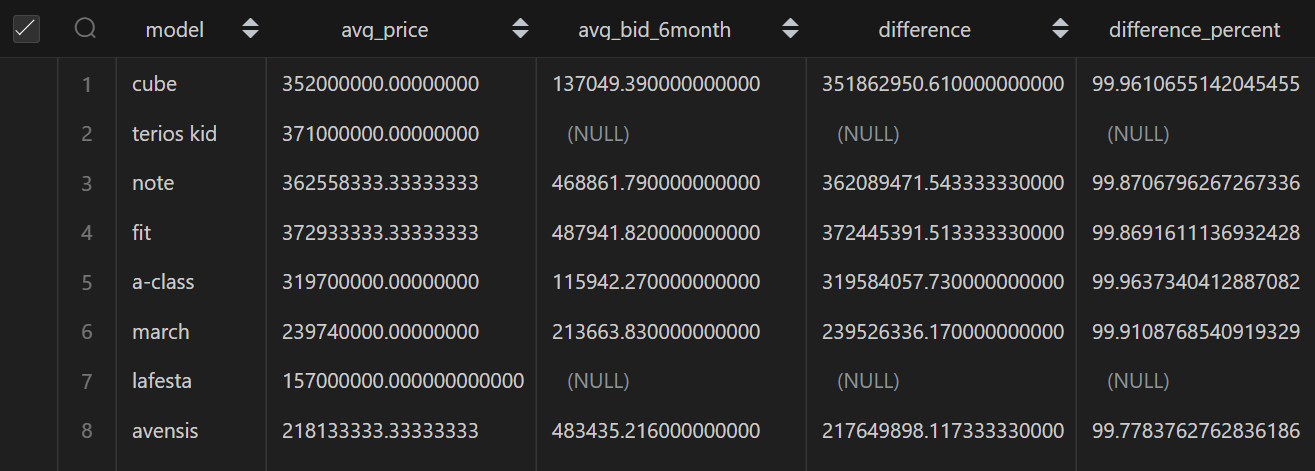 model avg_price avg_bid_6month difference difference_percent
1 cube 352000000.00000000 137049.390000000000 351862950.610000000000 99.9610655142045455
2 terios kid 371000000.00000000 (NULL) (NULL) (NULL)
3 note 362558333.33333333 468861.790000000000 362089471.543333330000 99.8706796267267336
4 fit 372933333.33333333 487941.820000000000 372445391.513333330000 99.8691611136932428
5 a-class 319700000.00000000 115942.270000000000 319584057.730000000000 99.9637340412887082
6 march 239740000.00000000 213663.830000000000 239526336.170000000000 99.9108768540919329
7 lafesta 157000000.000000000000 (NULL) (NULL) (NULL)
8 avensis 218133333.33333333 483435.216000000000 217649898.117333330000 99.7783762762836186